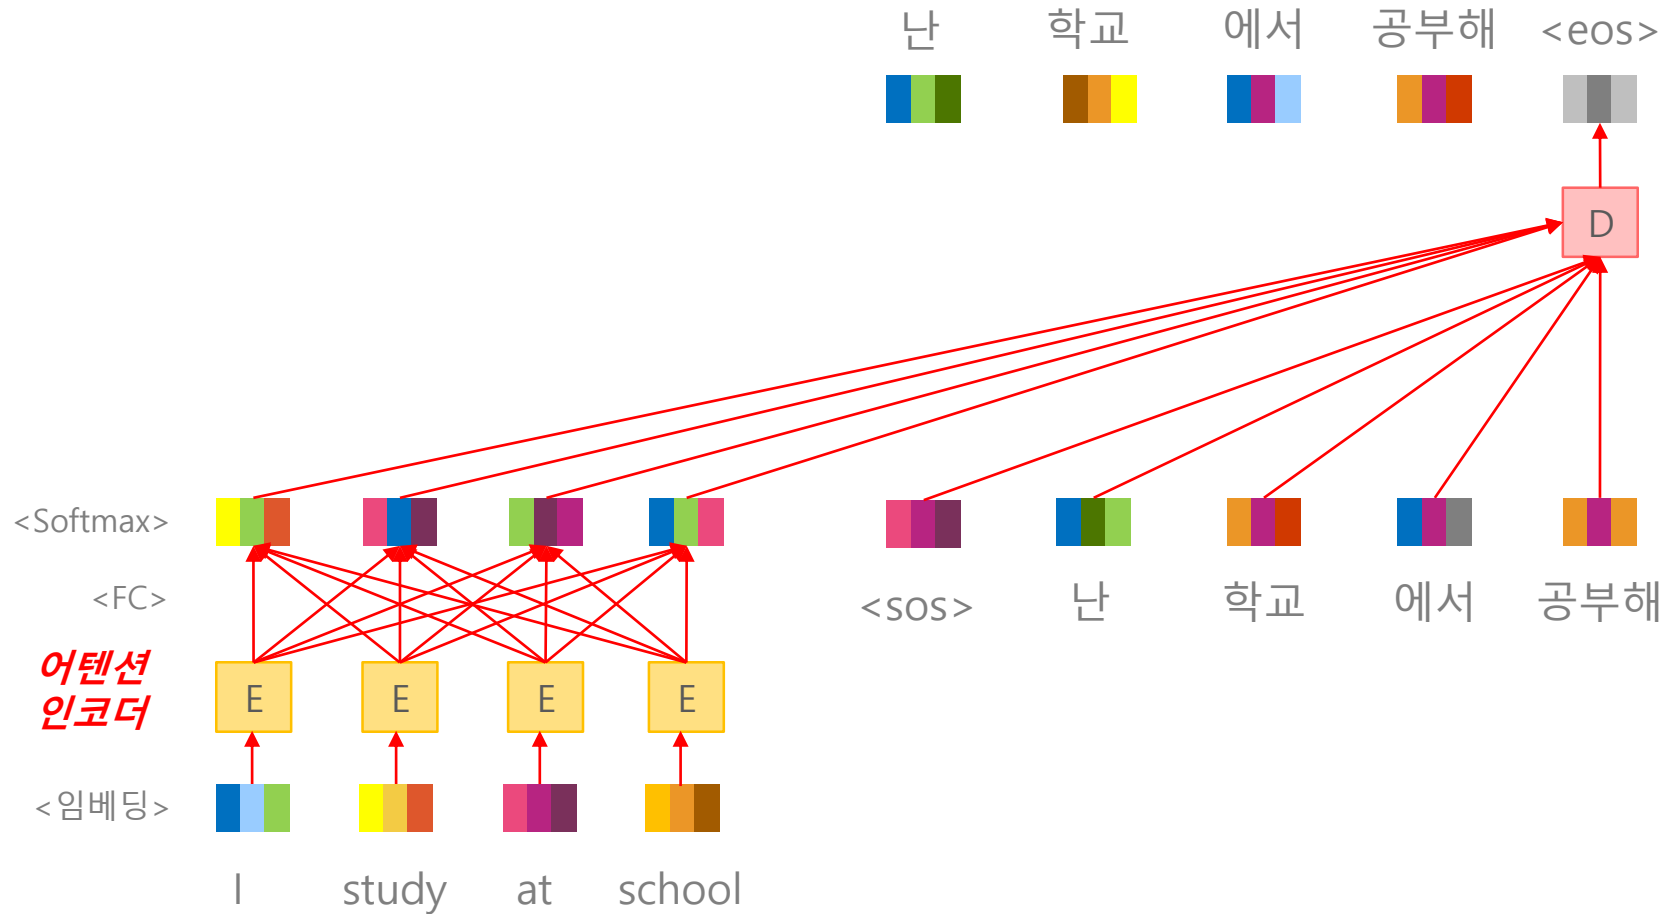 난 학교 에서 공부해 <eos>
D
<Softmax>
<FC>
<sos> 난 학교 에서 공부해
어텐션
인코더
E E E E
<임베딩>
I study at school